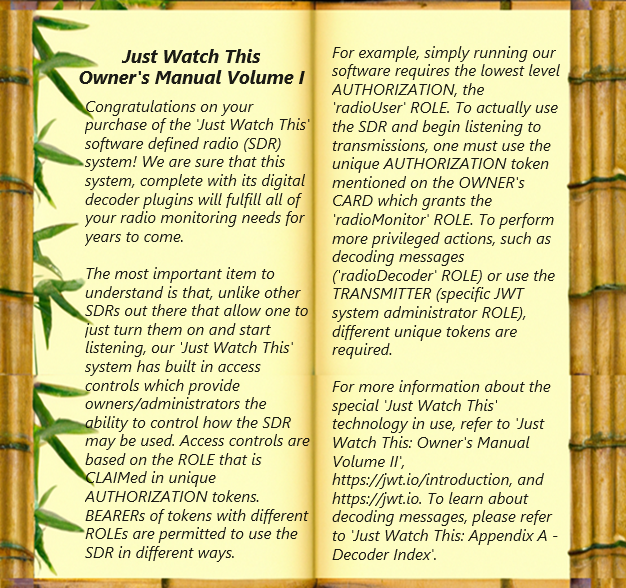 Just Watch This
Owner's Manual Volume I
Congratulations on your
purchase of the 'Just Watch This'
software defined radio (SDR)
system! We are sure that this
system, complete with its digital
decoder plugins will fulfill all of
your radio monitoring needs for
years to come.
The most important item to
understand is that, unlike other
SDRs out there that allow one to
just turn them on and start
listening, our 'Just Watch This'
system has built in access
controls which provide
owners/administrators the
ability to control how the SDR
may be used. Access controls are
based on the ROLE that is
CLAIMed in unique
AUTHORIZATION tokens.
BEARERs of tokens with different
ROLEs are permitted to use the
SDR in different ways.
For example, simply running our
software requires the lowest level
AUTHORIZATION, the
'radioUser' ROLE. To actually use
the SDR and begin listening to
transmissions, one must use the
unique AUTHORIZATION token
mentioned on the OWNER's
CARD which grants the
'radioMonitor' ROLE. To perform
more privileged actions, such as
decoding messages
('radioDecoder' ROLE) or use the
TRANSMITTER (specific JWT
system administrator ROLE),
different unique tokens are
required.
For more information about the
special 'Just Watch This'
technology in use, refer to 'Just
Watch This: Owner's Manual
Volume II',
https://jwt.io/introduction, and
https://jwt.io. To learn about
decoding messages, please refer
to 'Just Watch This: Appendix A -
Decoder Index'.